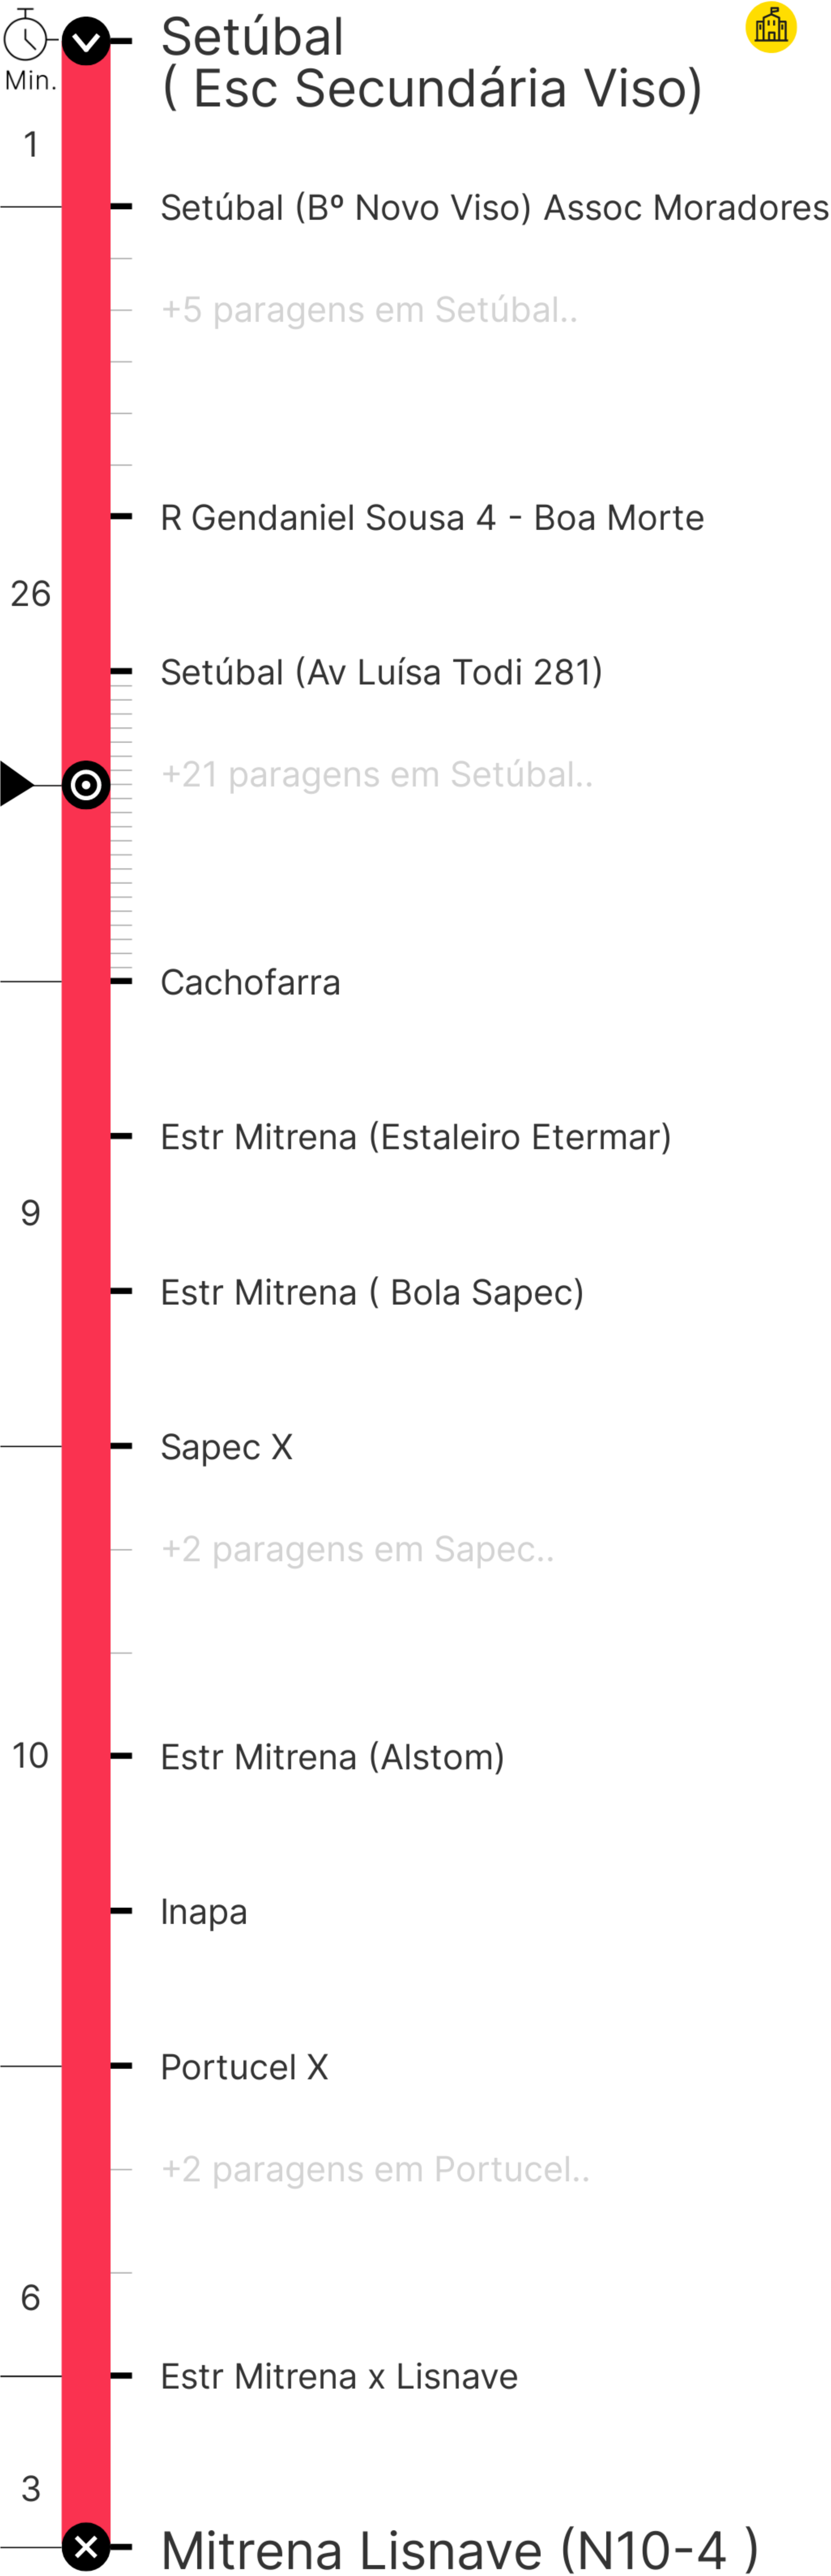 Setúbal
( Esc Secundária Viso)
Min.
1
Setúbal (Bº Novo Viso) Assoc Moradores
+5 paragens em Setúbal..
R Gendaniel Sousa 4 - Boa Morte
26
Setúbal (Av Luísa Todi 281)
+21 paragens em Setúbal..
Cachofarra
Estr Mitrena (Estaleiro Etermar)
9
Estr Mitrena ( Bola Sapec)
Sapec X
+2 paragens em Sapec..
10
Estr Mitrena (Alstom)
Inapa
Portucel X
+2 paragens em Portucel..
6
Estr Mitrena x Lisnave
3
Mitrena Lisnave (N10-4 )